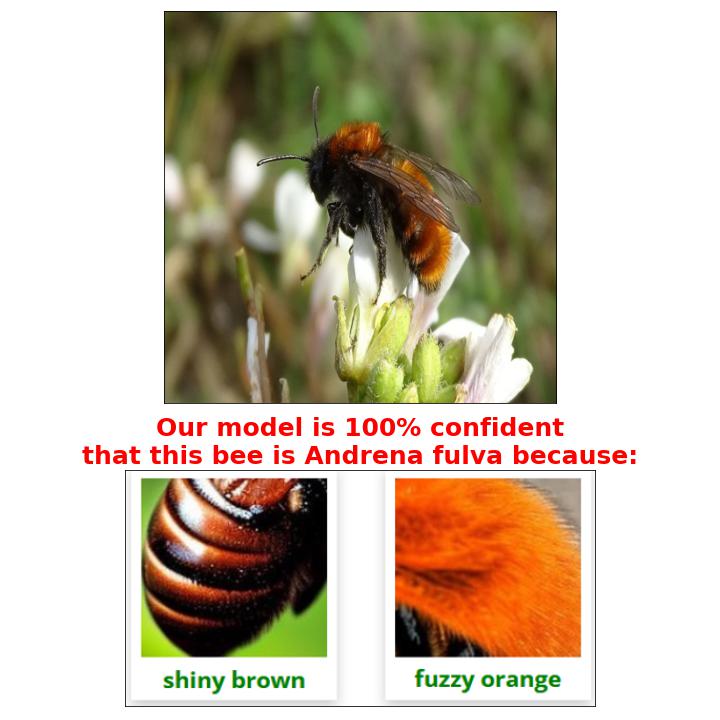 Our model is 100% confident
that this bee is Andrena fulva because:
shiny brown
fuzzy orange